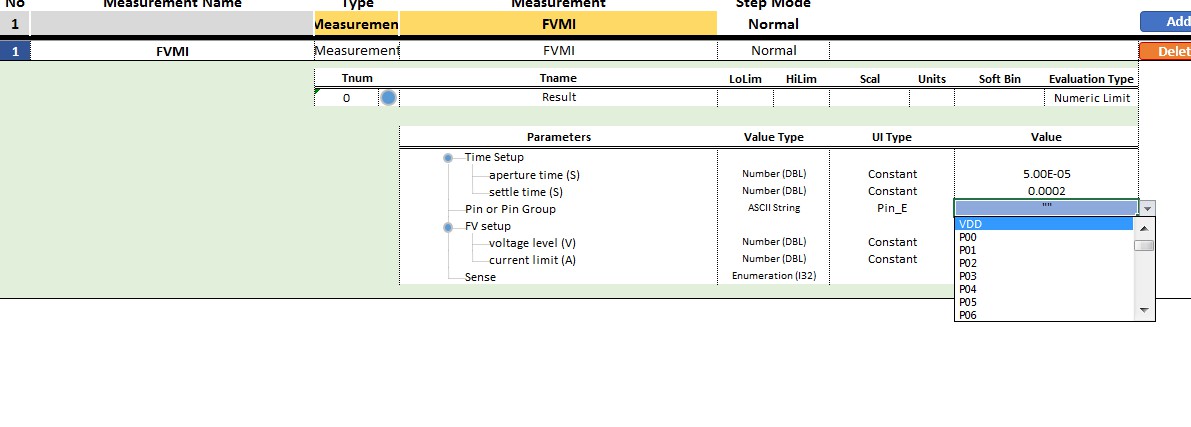 No Measurement Name Type Measurement Step Mode
1 Measuremen FVMI Normal Add
1 FVMI Measurement FVMI Normal Delet
Tnum Tname LoLim HiLim Scal Units Soft Bin Evaluation Type
0 Result Numeric Limit
Parameters Value Type UI Type Value
Time Setup
aperture time (S) Number (DBL) Constant 5.00E-05
settle time (S) Number (DBL) Constant 0.0002
Pin or Pin Group ASCII String Pin_E ""
FV setup
voltage level (V) Number (DBL) Constant
current limit (A) Number (DBL) Constant
Sense Enumeration (I32)
VDD
P00
P01
P02
P03
P04
P05
P06